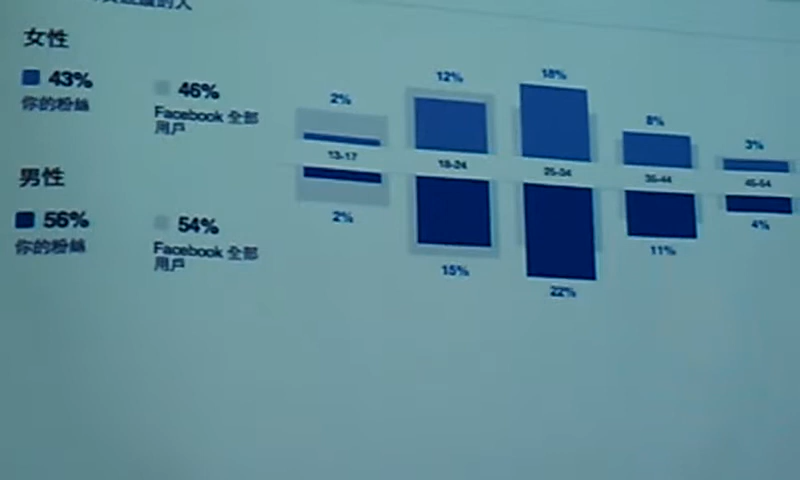 的人
女性
43%
你的粉絲
46%
Facebook 全部
用戶
男性
56%
你的粉絲
54%
Facebook 全部
用戶
2% 12% 18% 8% 3%
13-17 18-24 25-34 35-44 45-54
2% 15% 22% 11% 4%